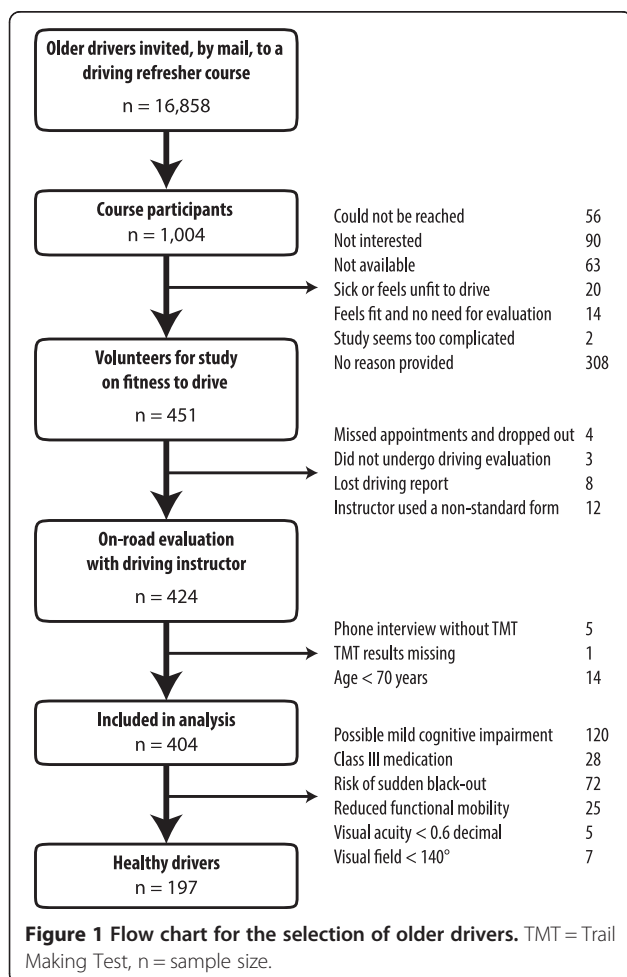 Older drivers invited, by mail, to a
driving refresher course
n = 16,858
Course participants
n = 1,004
Could not be reached 56
Not interested 90
Not available 63
Sick or feels unfit to drive 20
Feels fit and no need for evaluation 14
Study seems too complicated 2
No reason provided 308
Volunteers for study
on fitness to drive
n = 451
Missed appointments and dropped out 4
Did not undergo driving evaluation 3
Lost driving report 8
Instructor used a non-standard form 12
On-road evaluation
with driving instructor
n = 424
Phone interview without TMT 5
TMT results missing 1
Age < 70 years 14
Included in analysis
n = 404
Possible mild cognitive impairment 120
Class III medication 28
Risk of sudden black-out 72
Reduced functional mobility 25
Visual acuity < 0.6 decimal 5
Visual field < 140° 7
Healthy drivers
n = 197
Figure 1 Flow chart for the selection of older drivers. TMT = Trail
Making Test, n = sample size.